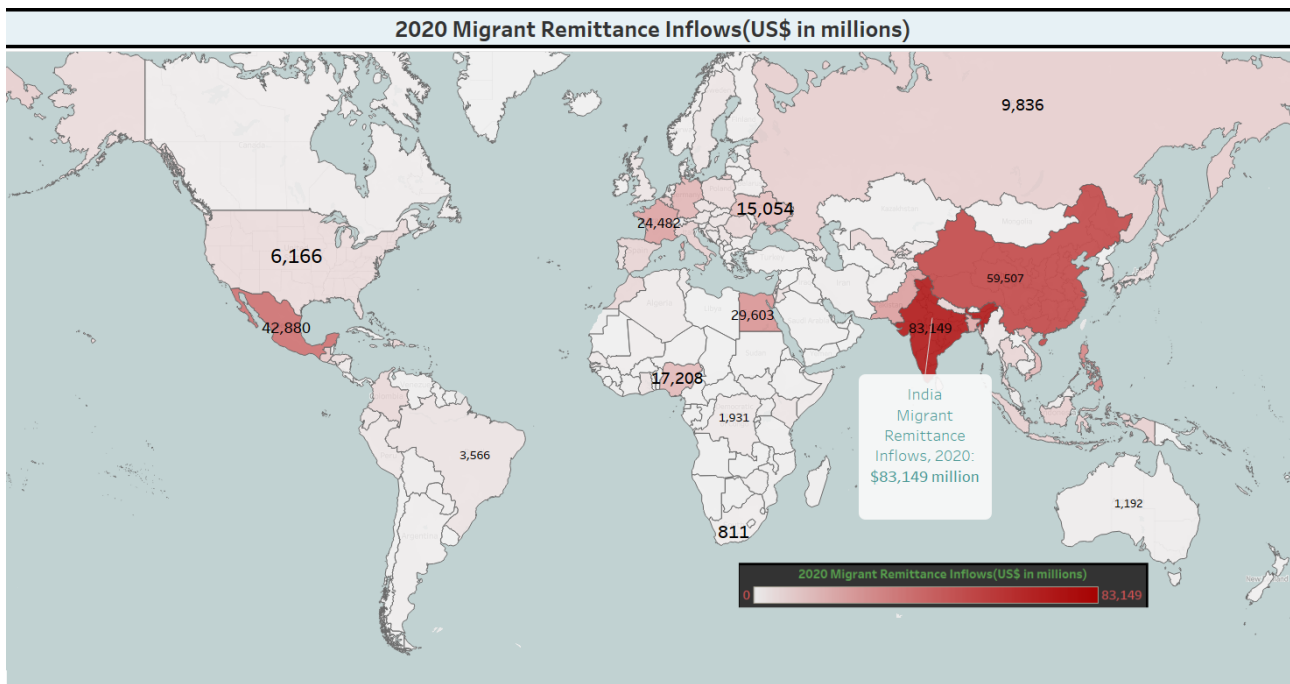 2020 Migrant Remittance Inflows(US$ in millions)
9,836
15,054
24,482
6,166
59,507
29,603
42,880
83,149
17,208
India
Migrant
Remittance
Inflows, 2020:
$83,149 million
1,931
3,566
1,192
811
2020 Migrant Remittance Inflows(US$ in millions)
0
83,149